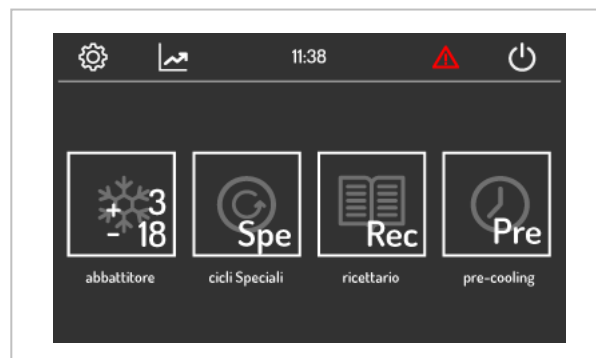 11:38
+ 3
- 18
Spe
Rec
Pre
abbattitore
cicli Speciali
ricettario
pre-cooling